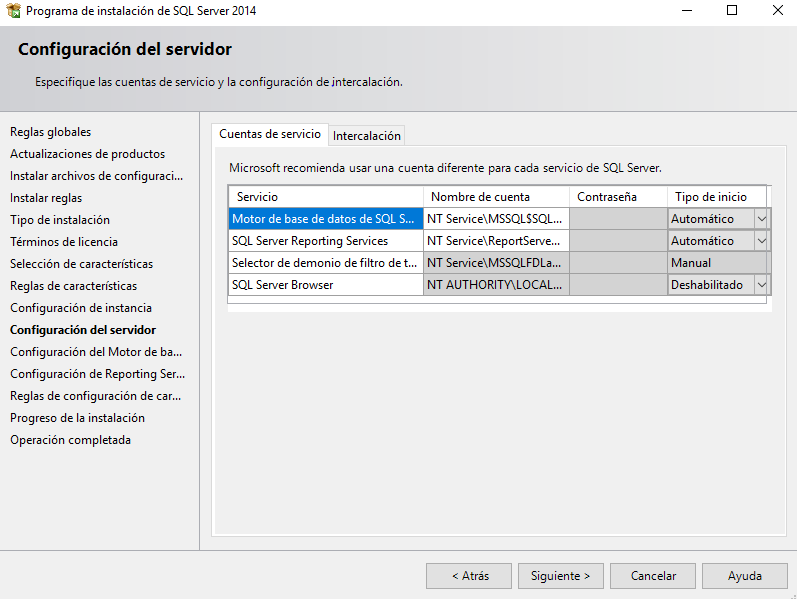 Programa de instalación de SQL Server 2014
Configuración del servidor
Especifique las cuentas de servicio y la configuración de intercalación.
Reglas globales
Actualizaciones de productos
Instalar archivos de configuraci...
Instalar reglas
Tipo de instalación
Términos de licencia
Selección de características
Reglas de características
Configuración de instancia
Configuración del servidor
Configuración del Motor de ba...
Configuración de Reporting Ser...
Reglas de configuración de car...
Progreso de la instalación
Operación completada
Cuentas de servicio Intercalación
Microsoft recomienda usar una cuenta diferente para cada servicio de SQL Server.
Servicio Nombre de cuenta Contraseña Tipo de inicio
Motor de base de datos de SQL S... NT Service\MSSQL$SQL... Automático
SQL Server Reporting Services NT Service\ReportServe... Automático
Selector de demonio de filtro de t... NT Service\MSSQLFDLa... Manual
SQL Server Browser NT AUTHORITY\LOCAL... Deshabilitado
< Atrás Siguiente > Cancelar Ayuda